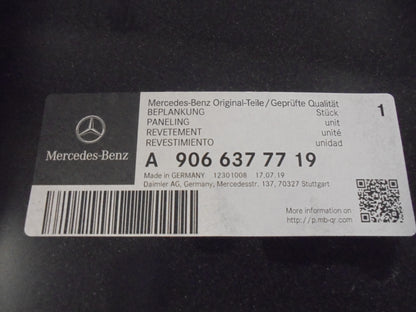 Mercedes-Benz
Mercedes-Benz Original-Teile/Geprüfte Qualität
BEPLANKUNG Stück 1
PANELING unit
REVETEMENT unité
REVESTIMIENTO unidad
A 906 637 77 19
Made in GERMANY 12301008 17.07.19
Daimler AG, Germany, Mercedesstr. 137, 70327 Stuttgart
More information on
http://p.mb-qr.com